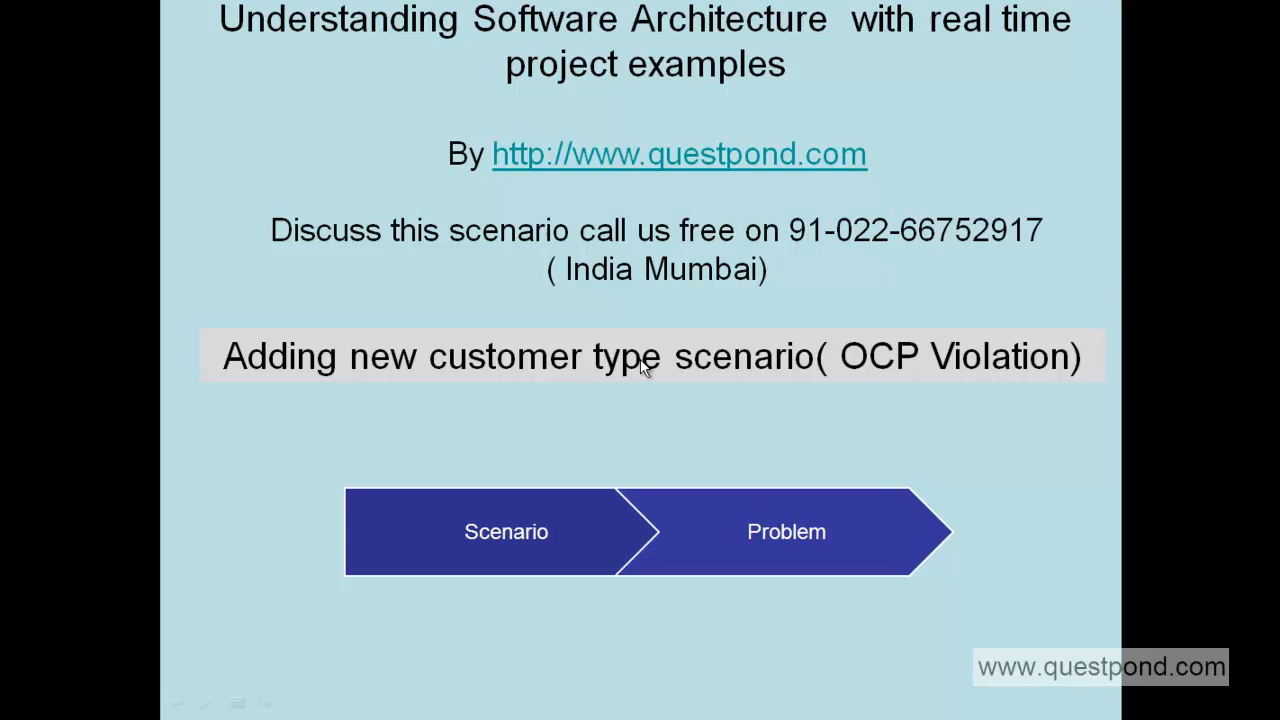 Understanding Software Architecture with real time
project examples
By http://www.questpond.com
Discuss this scenario call us free on 91-022-66752917
( India Mumbai)
Adding new customer type scenario( OCP Violation)
Scenario
Problem
www.questpond.com